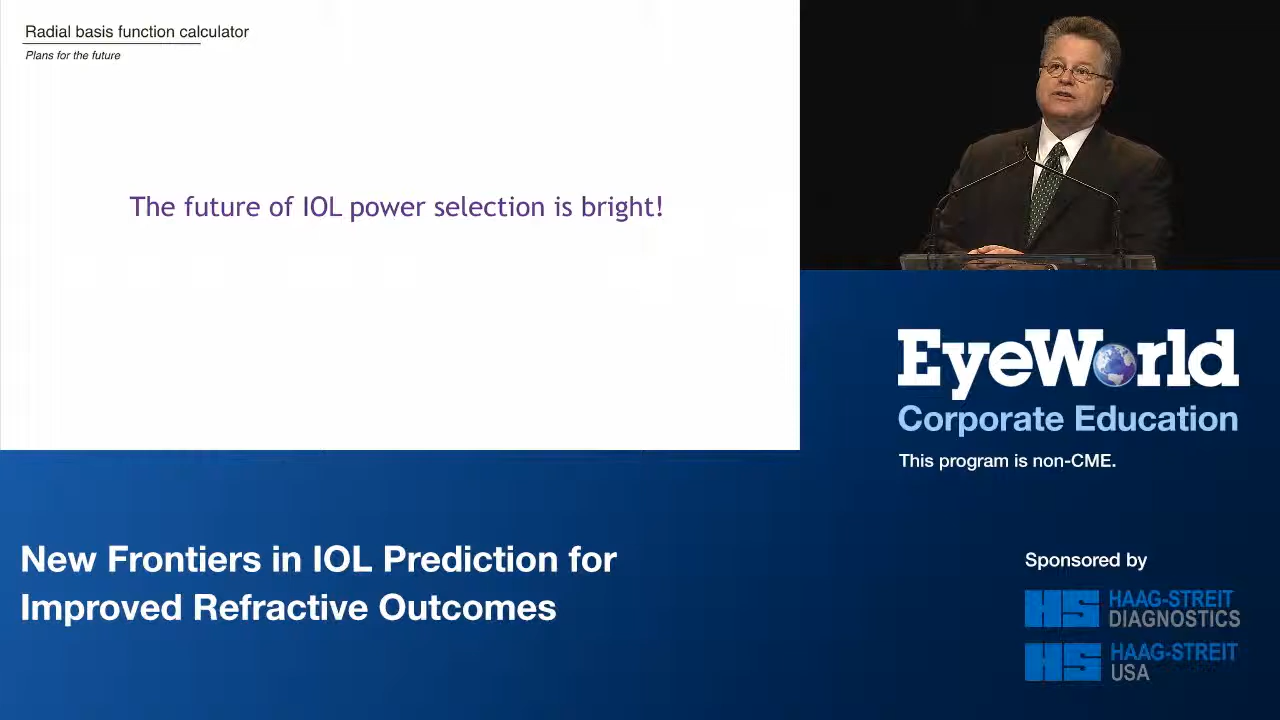 Radial basis function calculator
Plans for the future
The future of IOL power selection is bright!
EyeWorld
Corporate Education
This program is non-CME.
New Frontiers in IOL Prediction for
Improved Refractive Outcomes
Sponsored by
HS HAAG-STREIT
DIAGNOSTICS
HS HAAG-STREIT
USA